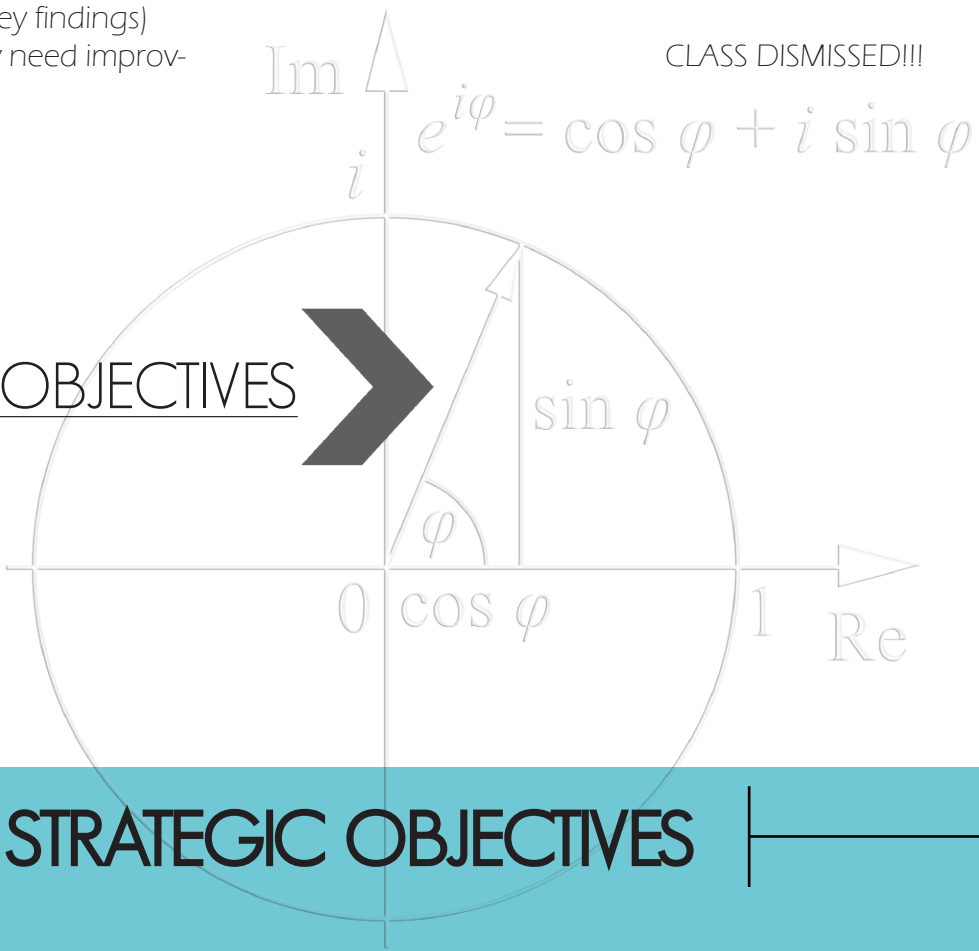 ey findings)
need improv-
CLASS DISMISSED!!!
Im
e^{iφ} = cos φ + i sin φ
i
OBJECTIVES
sin φ
φ
0 cos φ 1
Re
STRATEGIC OBJECTIVES